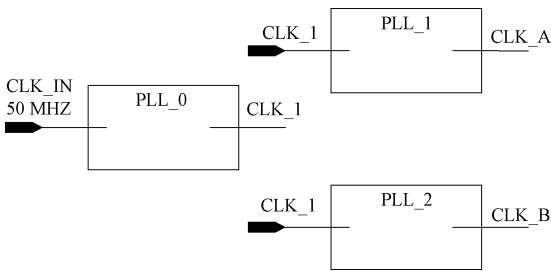 CLK_IN
50 MHZ
PLL_0
CLK_1
CLK_1
PLL_1
CLK_A
CLK_1
PLL_2
CLK_B